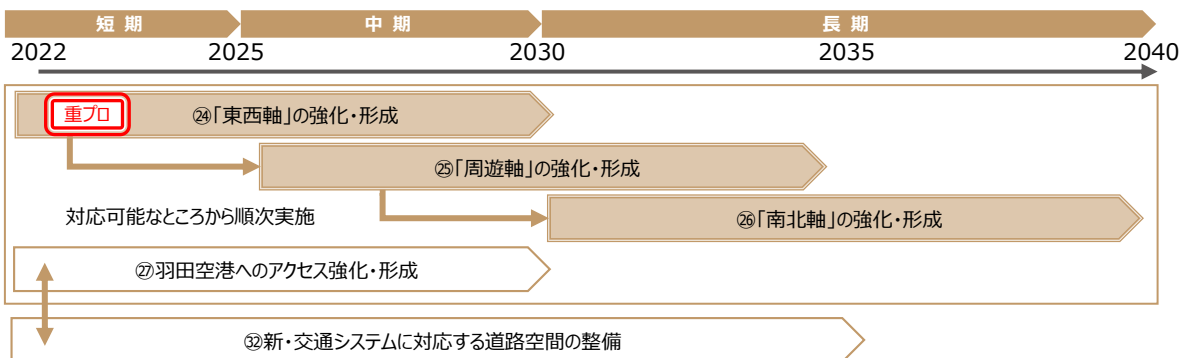 短 期 中 期 長 期
2022 2025 2030 2035 2040
重プロ ㉔「東西軸」の強化・形成
㉕「周遊軸」の強化・形成
対応可能なところから順次実施 ㉖「南北軸」の強化・形成
㉗羽田空港へのアクセス強化・形成
㉜新・交通システムに対応する道路空間の整備